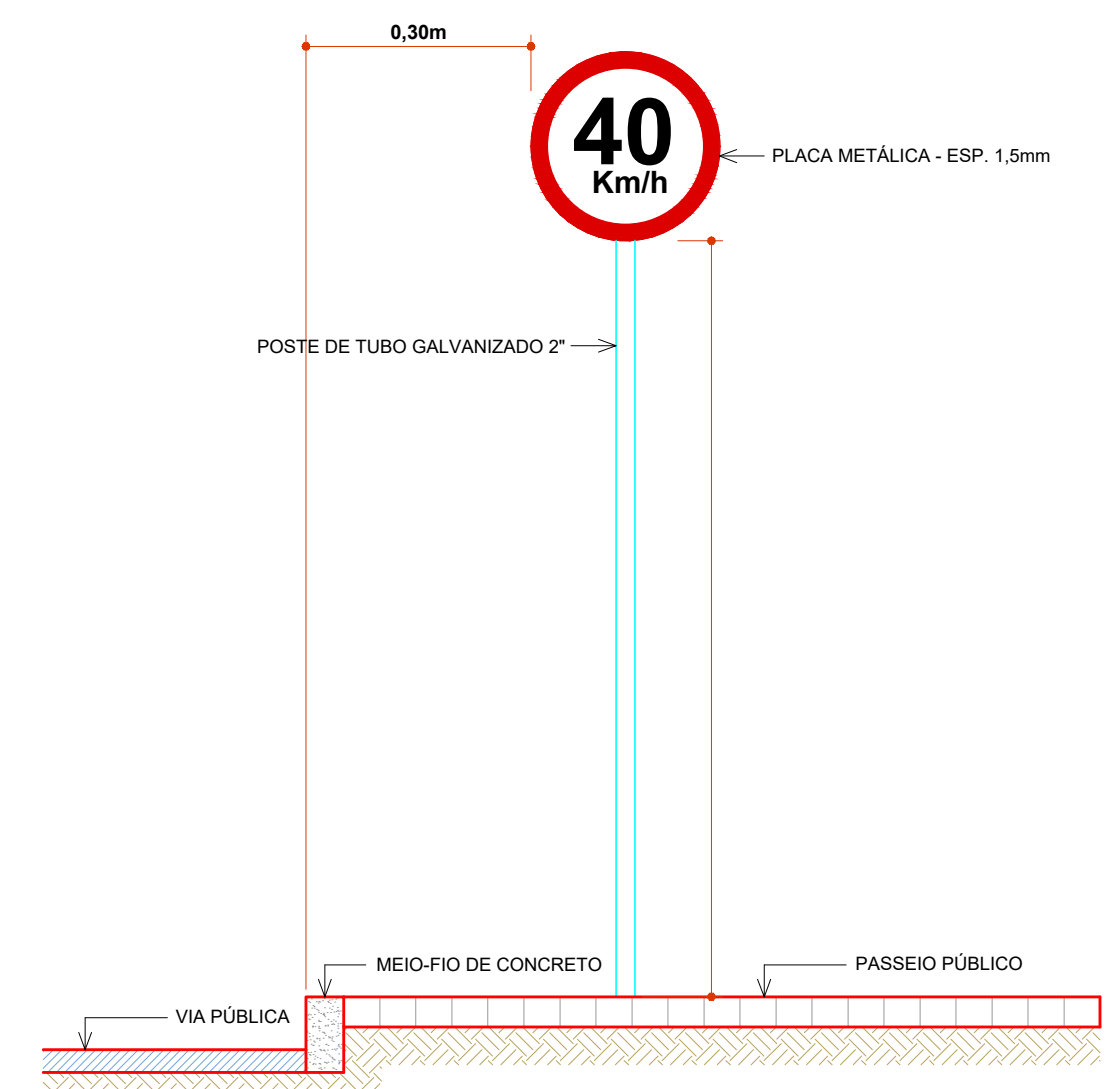 0,30m
40
Km/h
PLACA METÁLICA - ESP. 1,5mm
POSTE DE TUBO GALVANIZADO 2"
MEIO-FIO DE CONCRETO
PASSEIO PÚBLICO
VIA PÚBLICA